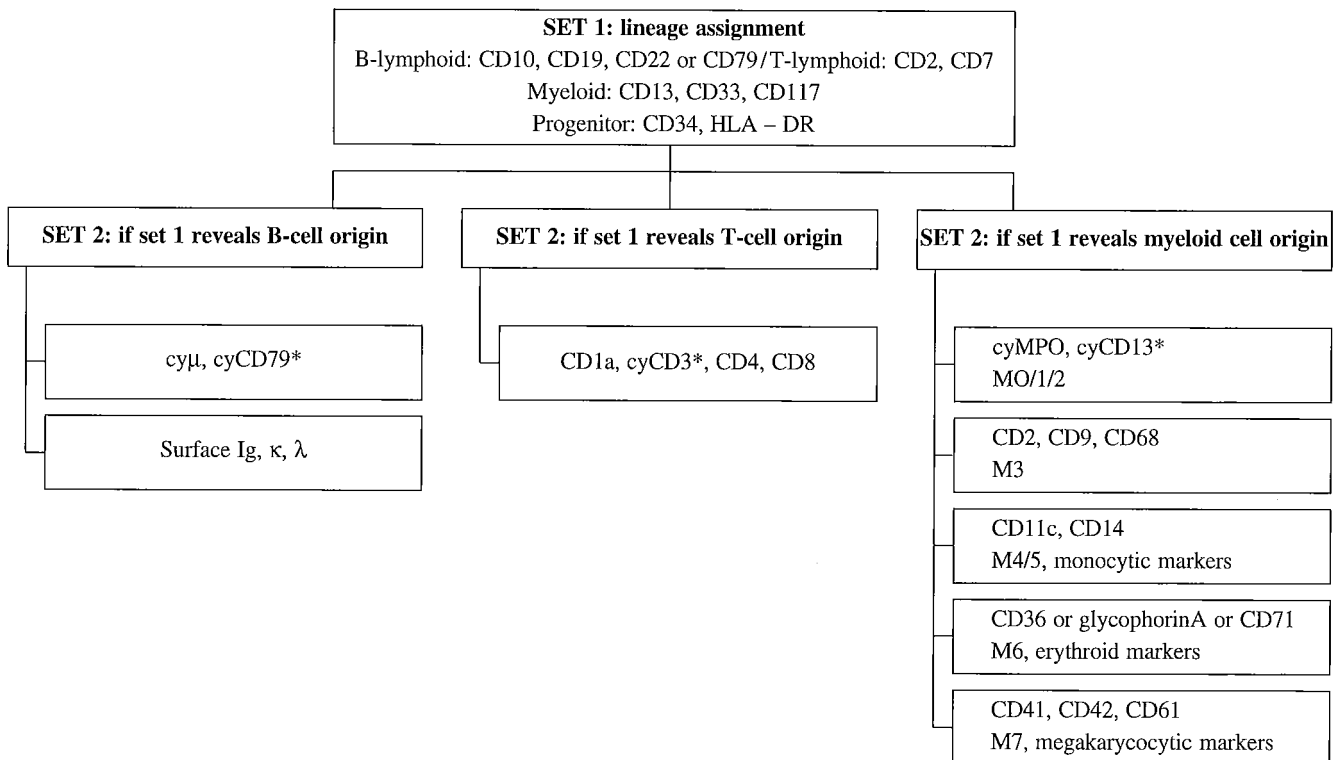 SET 1: lineage assignment
B-lymphoid: CD10, CD19, CD22 or CD79/T-lymphoid: CD2, CD7
Myeloid: CD13, CD33, CD117
Progenitor: CD34, HLA – DR
SET 2: if set 1 reveals B-cell origin
cyμ, cyCD79*
Surface Ig, κ, λ
SET 2: if set 1 reveals T-cell origin
CD1a, cyCD3*, CD4, CD8
SET 2: if set 1 reveals myeloid cell origin
cyMPO, cyCD13*
MO/1/2
CD2, CD9, CD68
M3
CD11c, CD14
M4/5, monocytic markers
CD36 or glycophorinA or CD71
M6, erythroid markers
CD41, CD42, CD61
M7, megakarycocytic markers